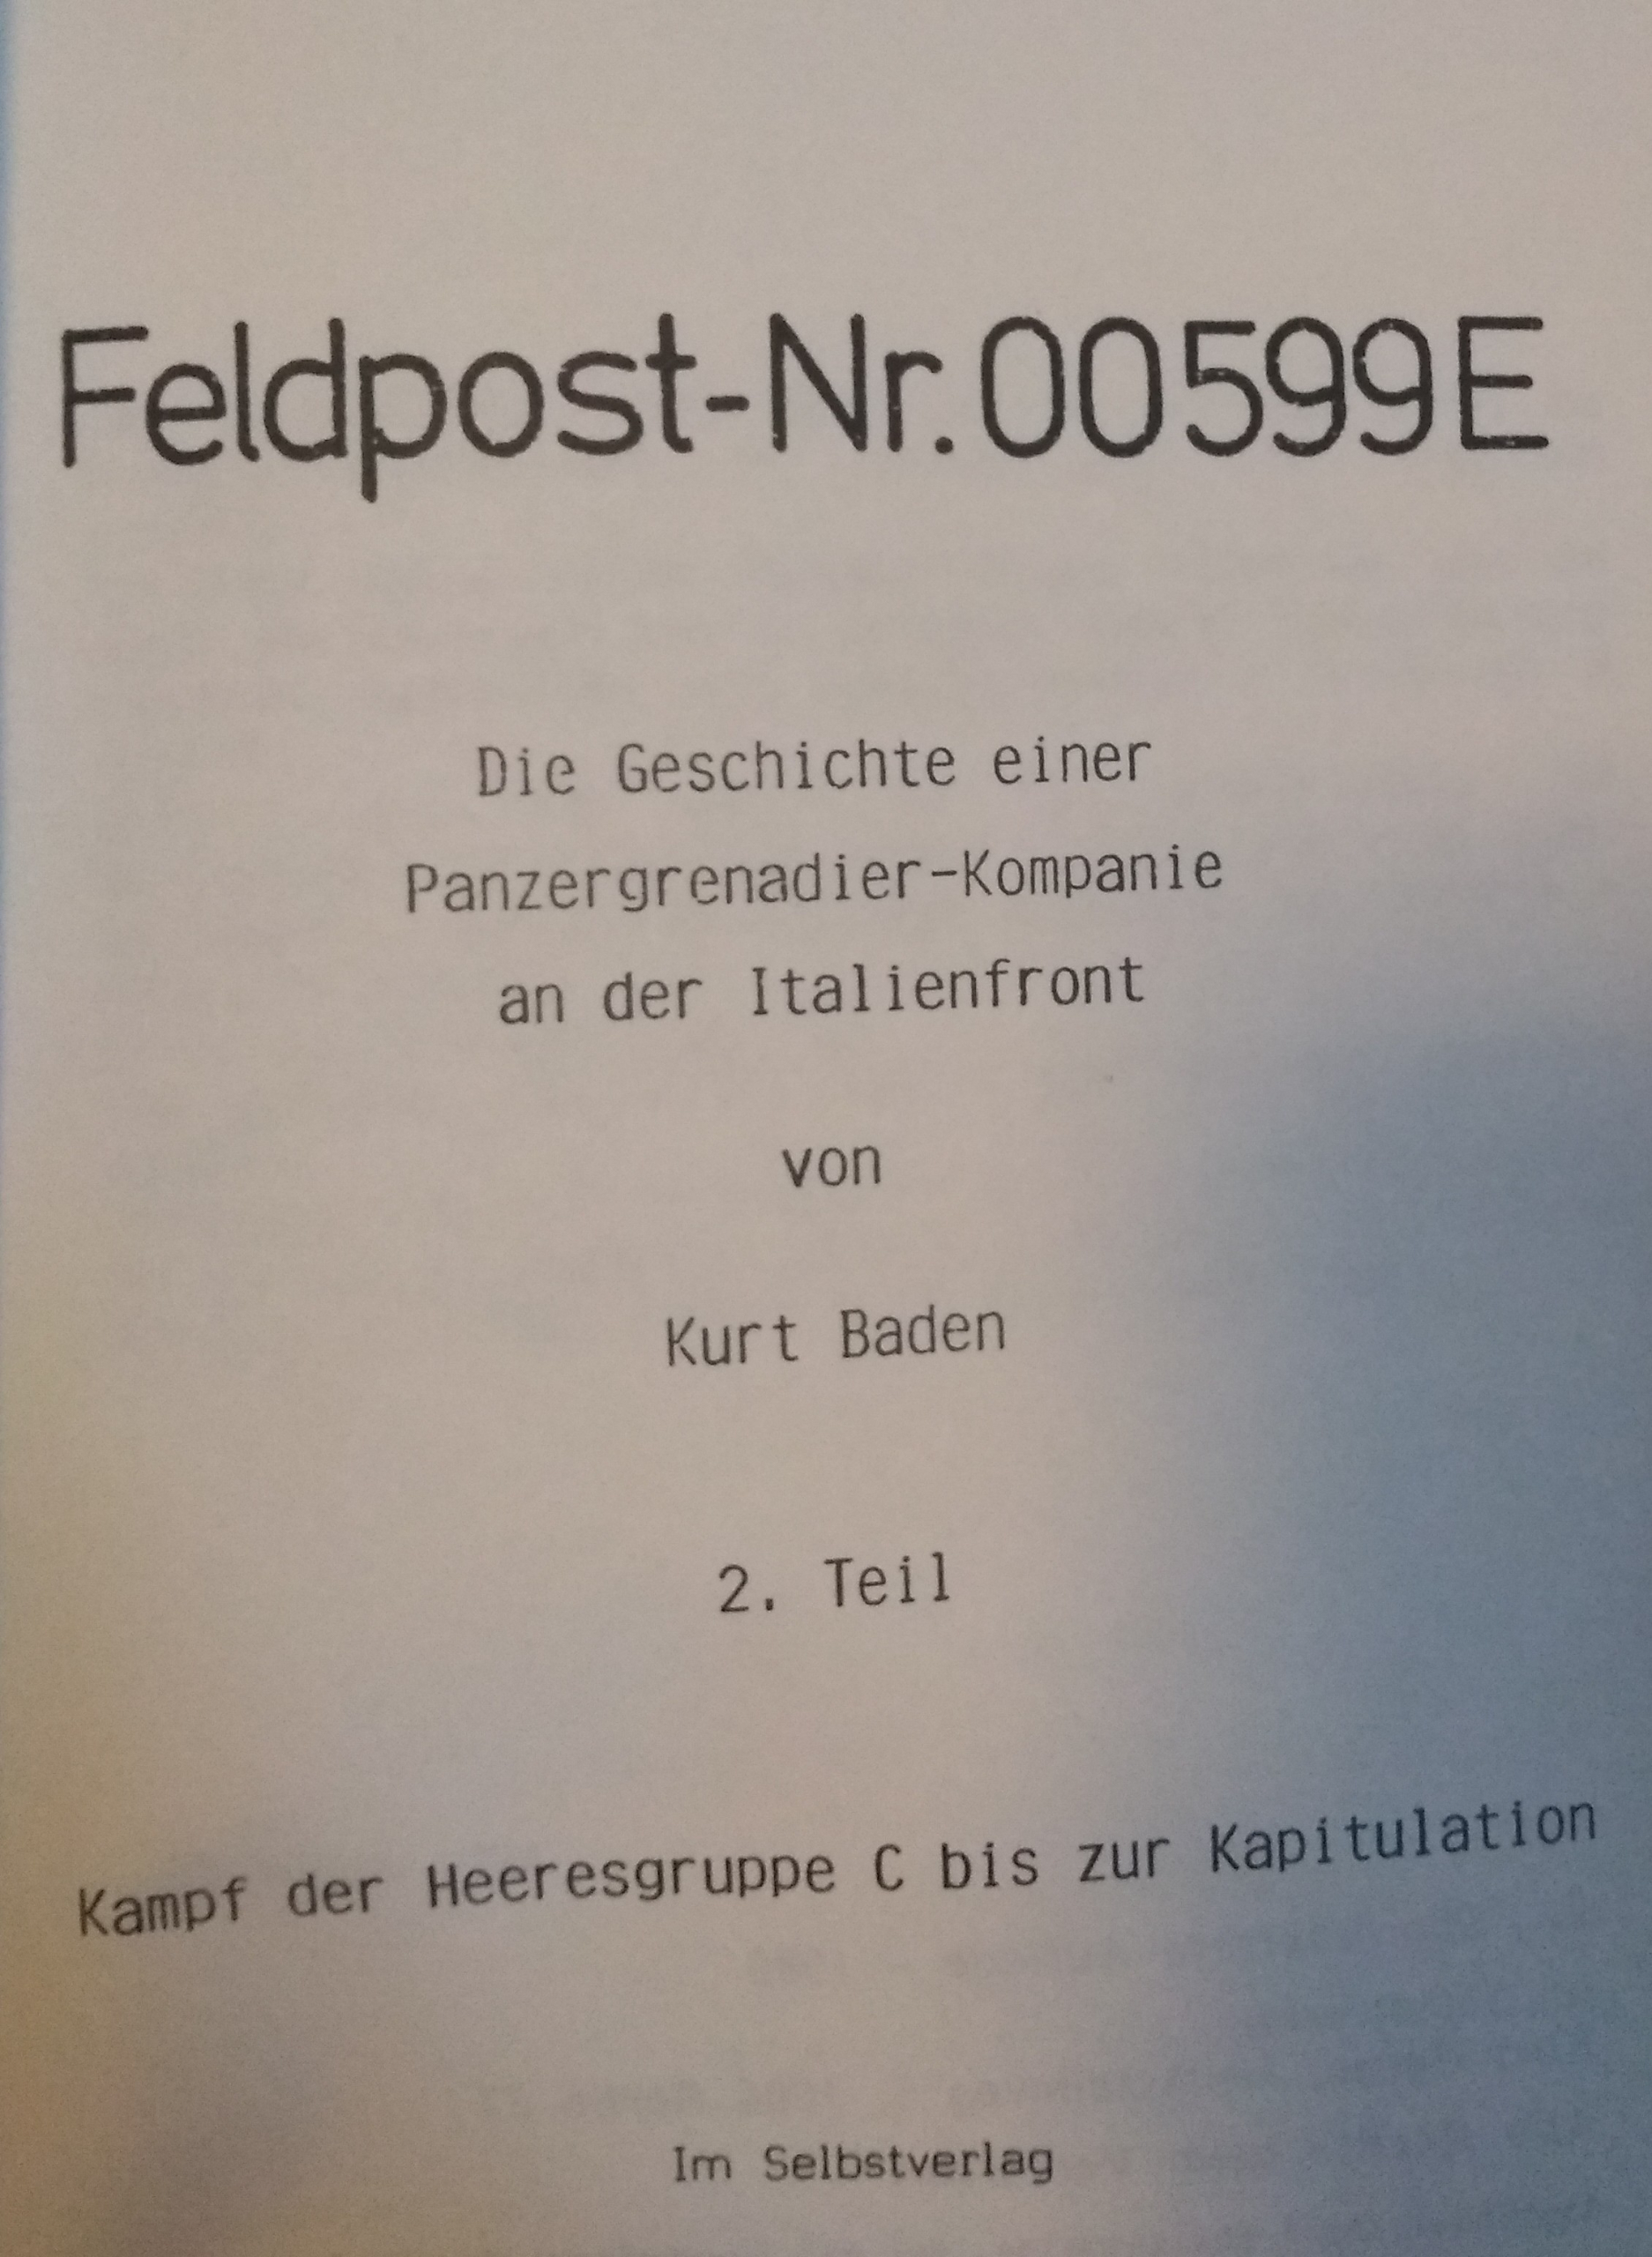 Feldpost-Nr. 00599E
Die Geschichte einer
Panzergrenadier-Kompanie
an der Italienfront
von
Kurt Baden
2. Teil
Kampf der Heeresgruppe C bis zur Kapitulation
Im Selbstverlag